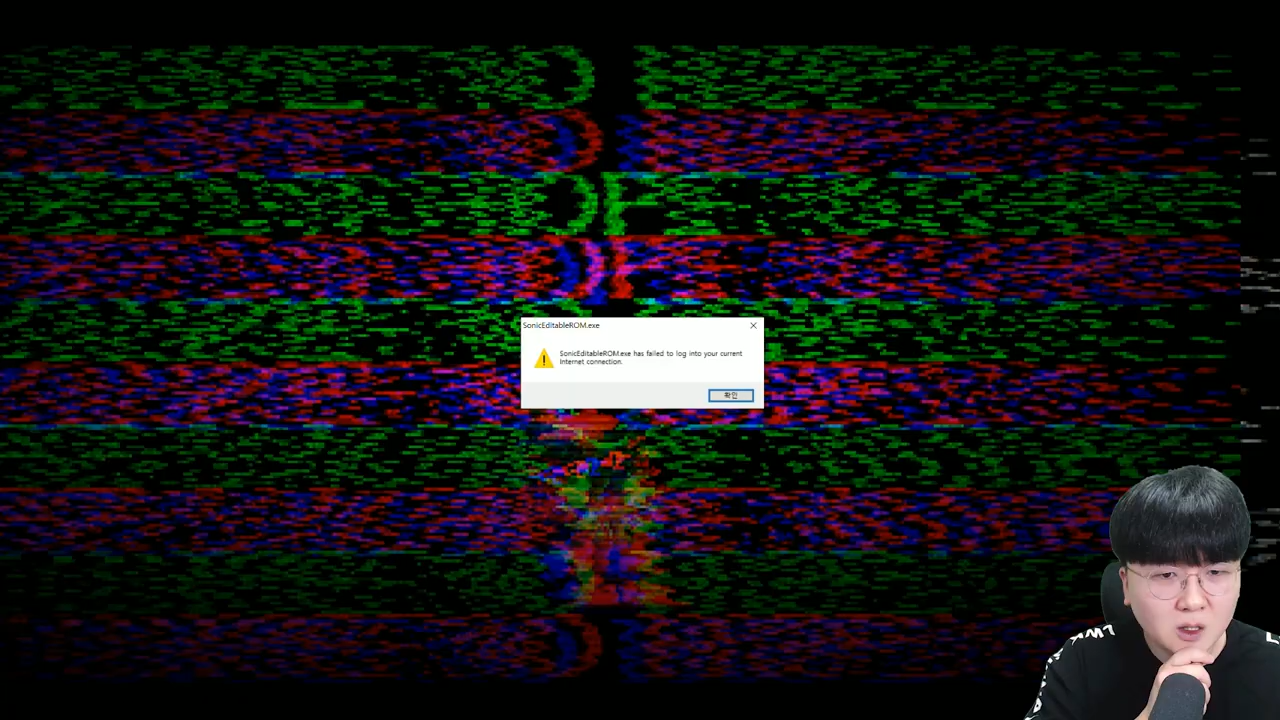 SonicEditableROM.exe
SonicEditableROM.exe has failed to log into your current
Internet connection.
확인